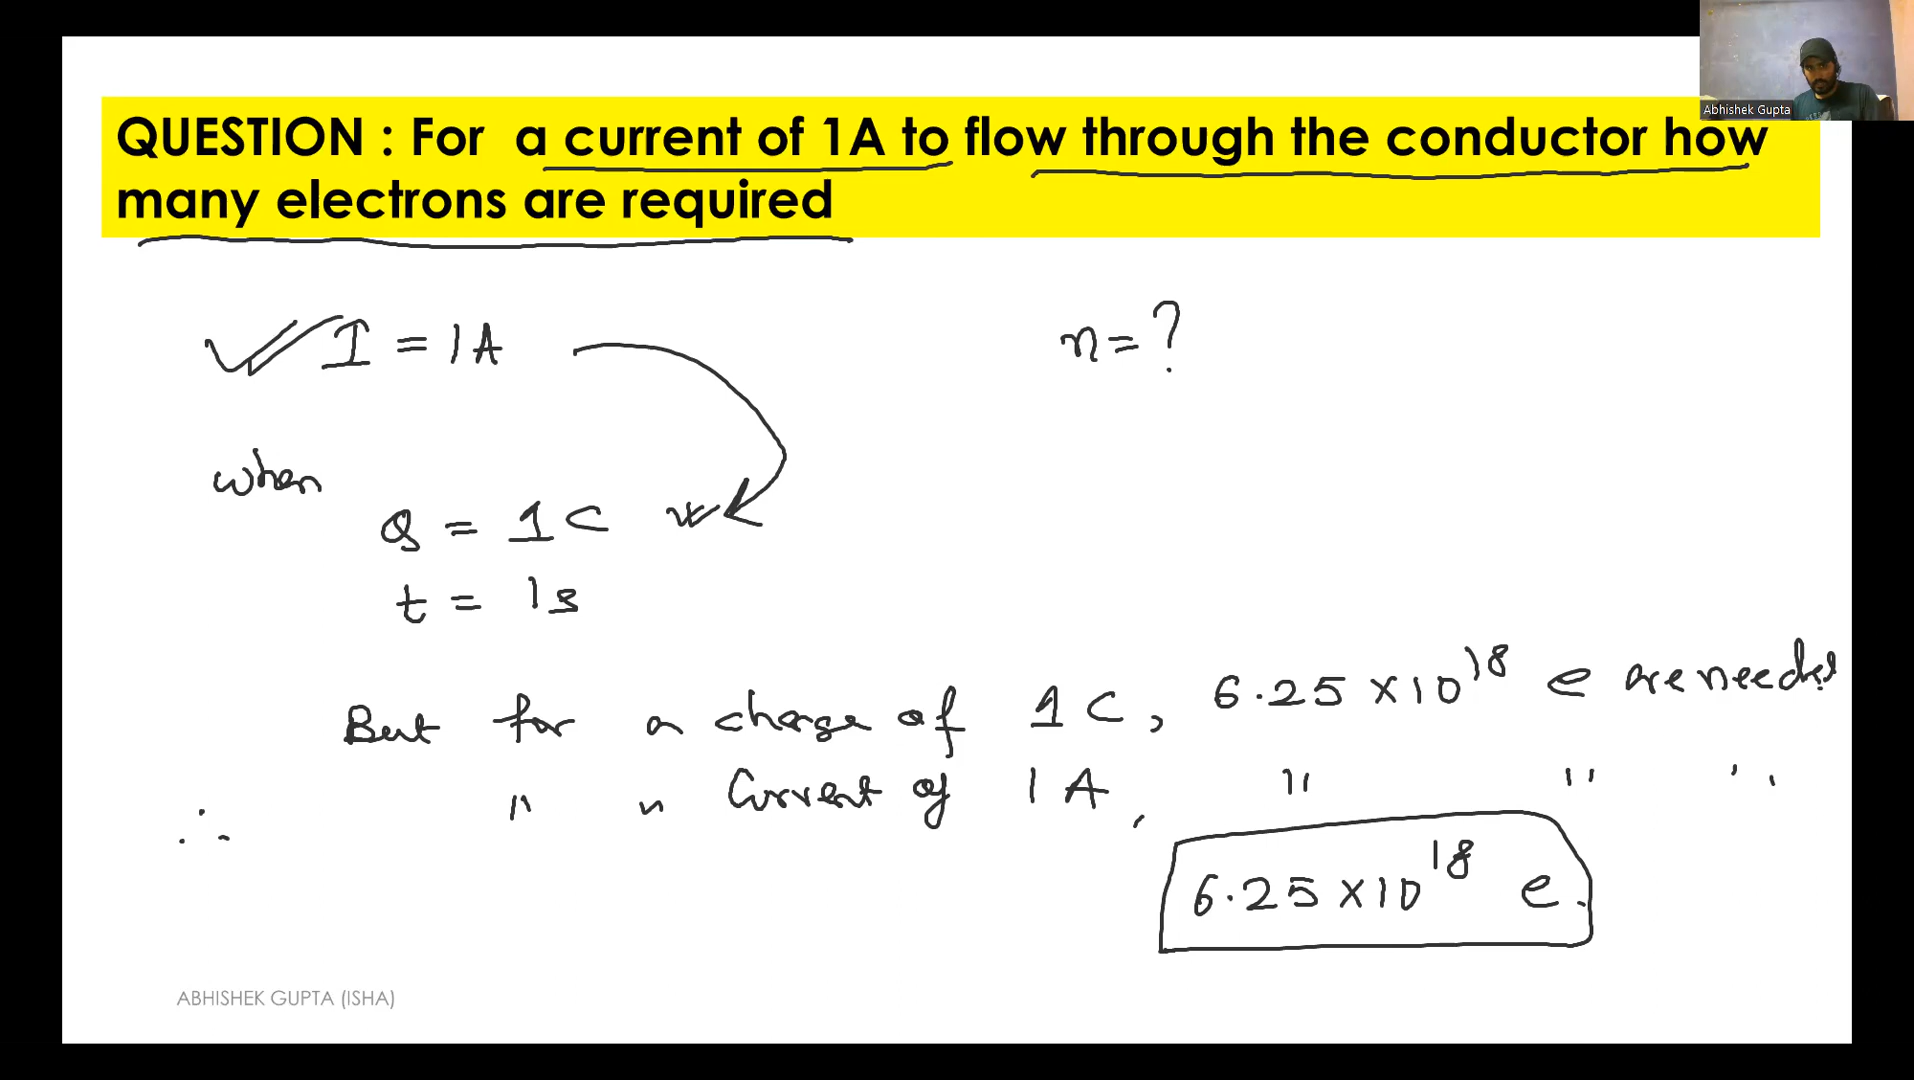 Abhishek Gupta
QUESTION : For a current of 1A to flow through the conductor how
many electrons are required
I = 1A
n = ?
when
Q = 1C
t = 1s
But for a charge of 1C, 6.25 × 10^18 e are needed
∴ " " Current of 1A, " " "
6.25 × 10^18 e.
ABHISHEK GUPTA (ISHA)